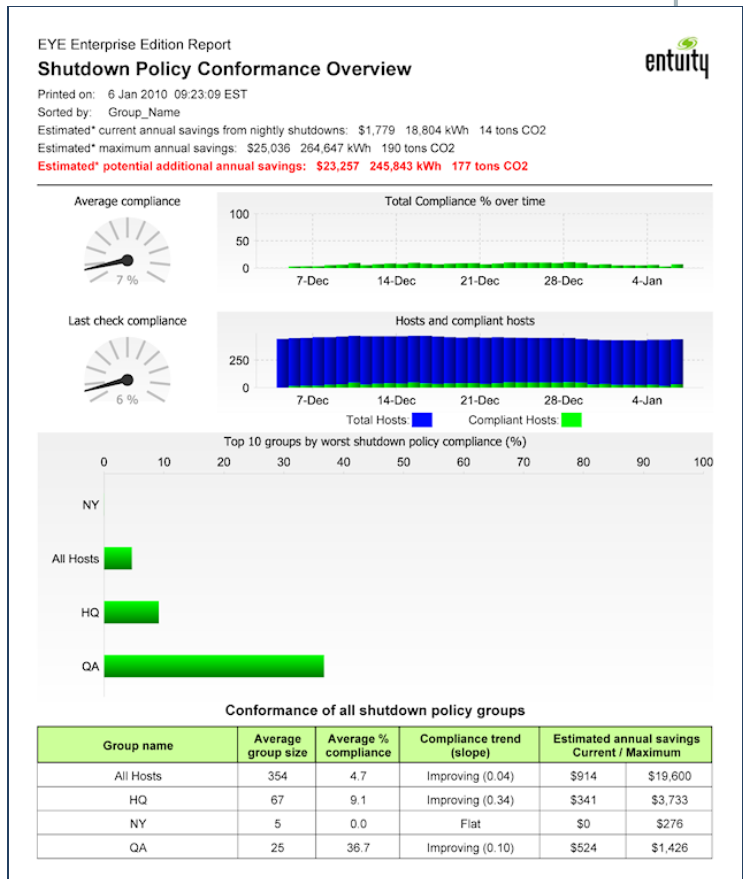 EYE Enterprise Edition Report
entuity
Shutdown Policy Conformance Overview
Printed on: 6 Jan 2010 09:23:09 EST
Sorted by: Group_Name
Estimated* current annual savings from nightly shutdowns: $1,779 18,804 kWh 14 tons CO2
Estimated* maximum annual savings: $25,036 264,647 kWh 190 tons CO2
Estimated* potential additional annual savings: $23,257 245,843 kWh 177 tons CO2
Average compliance
7 %
Total Compliance % over time
100
50
0
7-Dec 14-Dec 21-Dec 28-Dec 4-Jan
Last check compliance
6 %
Hosts and compliant hosts
250
0
7-Dec 14-Dec 21-Dec 28-Dec 4-Jan
Total Hosts: Compliant Hosts:
Top 10 groups by worst shutdown policy compliance (%)
0 10 20 30 40 50 60 70 80 90 100
NY
All Hosts
HQ
QA
Conformance of all shutdown policy groups
Group name Average group size Average % compliance Compliance trend (slope) Estimated annual savings Current / Maximum
All Hosts 354 4.7 Improving (0.04) $914 $19,600
HQ 67 9.1 Improving (0.34) $341 $3,733
NY 5 0.0 Flat $0 $276
QA 25 36.7 Improving (0.10) $524 $1,426